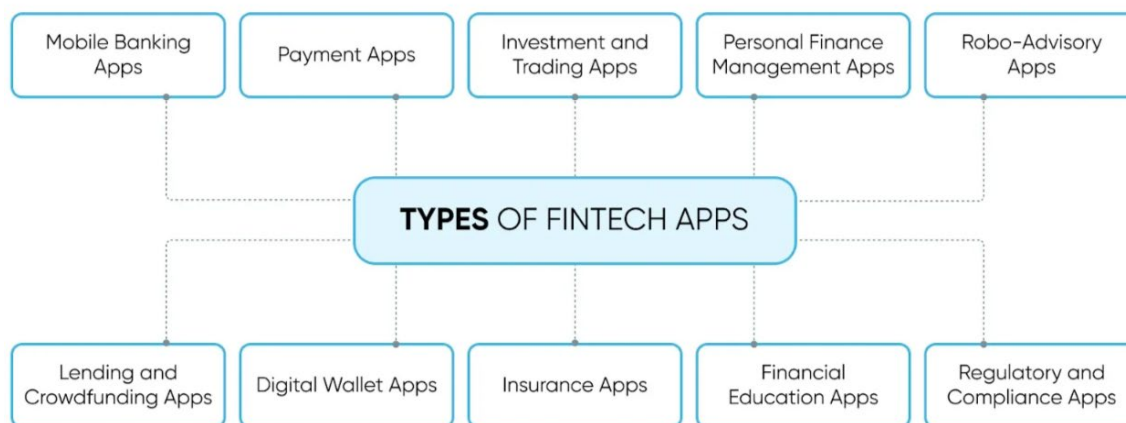 Mobile Banking
Apps
Payment Apps
Investment and
Trading Apps
Personal Finance
Management Apps
Robo-Advisory
Apps
TYPES OF FINTECH APPS
Lending and
Crowdfunding Apps
Digital Wallet Apps
Insurance Apps
Financial
Education Apps
Regulatory and
Compliance Apps